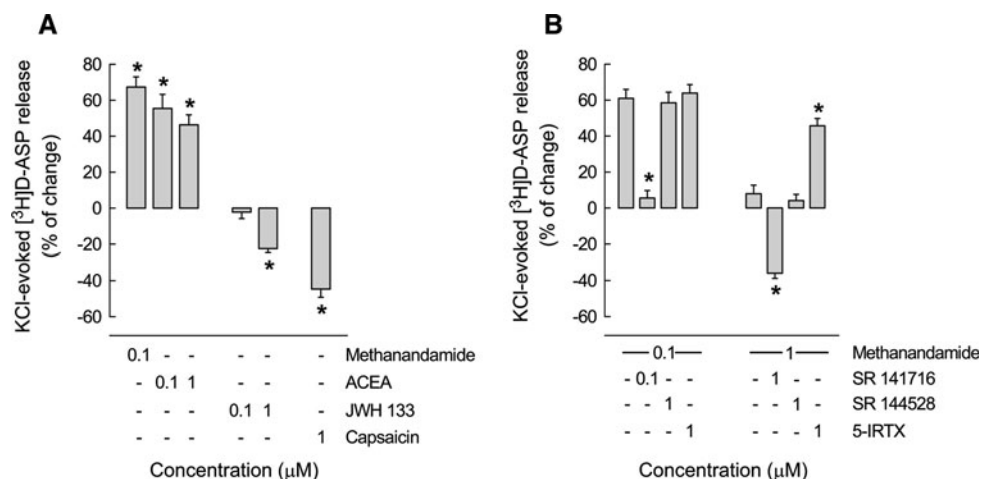 A
KCl-evoked [³H]D-ASP release
(% of change)
80
60
40
20
0
-20
-40
-60
* * * * *
0.1 - - - - - Methanandamide
- 0.1 1 - - - ACEA
- - - 0.1 1 - JWH 133
- - - - - 1 Capsaicin
Concentration (μM)
B
KCl-evoked [³H]D-ASP release
(% of change)
80
60
40
20
0
-20
-40
-60
* * *
0.1 1 Methanandamide
- 0.1 - - - 1 - - SR 141716
- - 1 - - - 1 - SR 144528
- - - 1 - - - 1 5-IRTX
Concentration (μM)